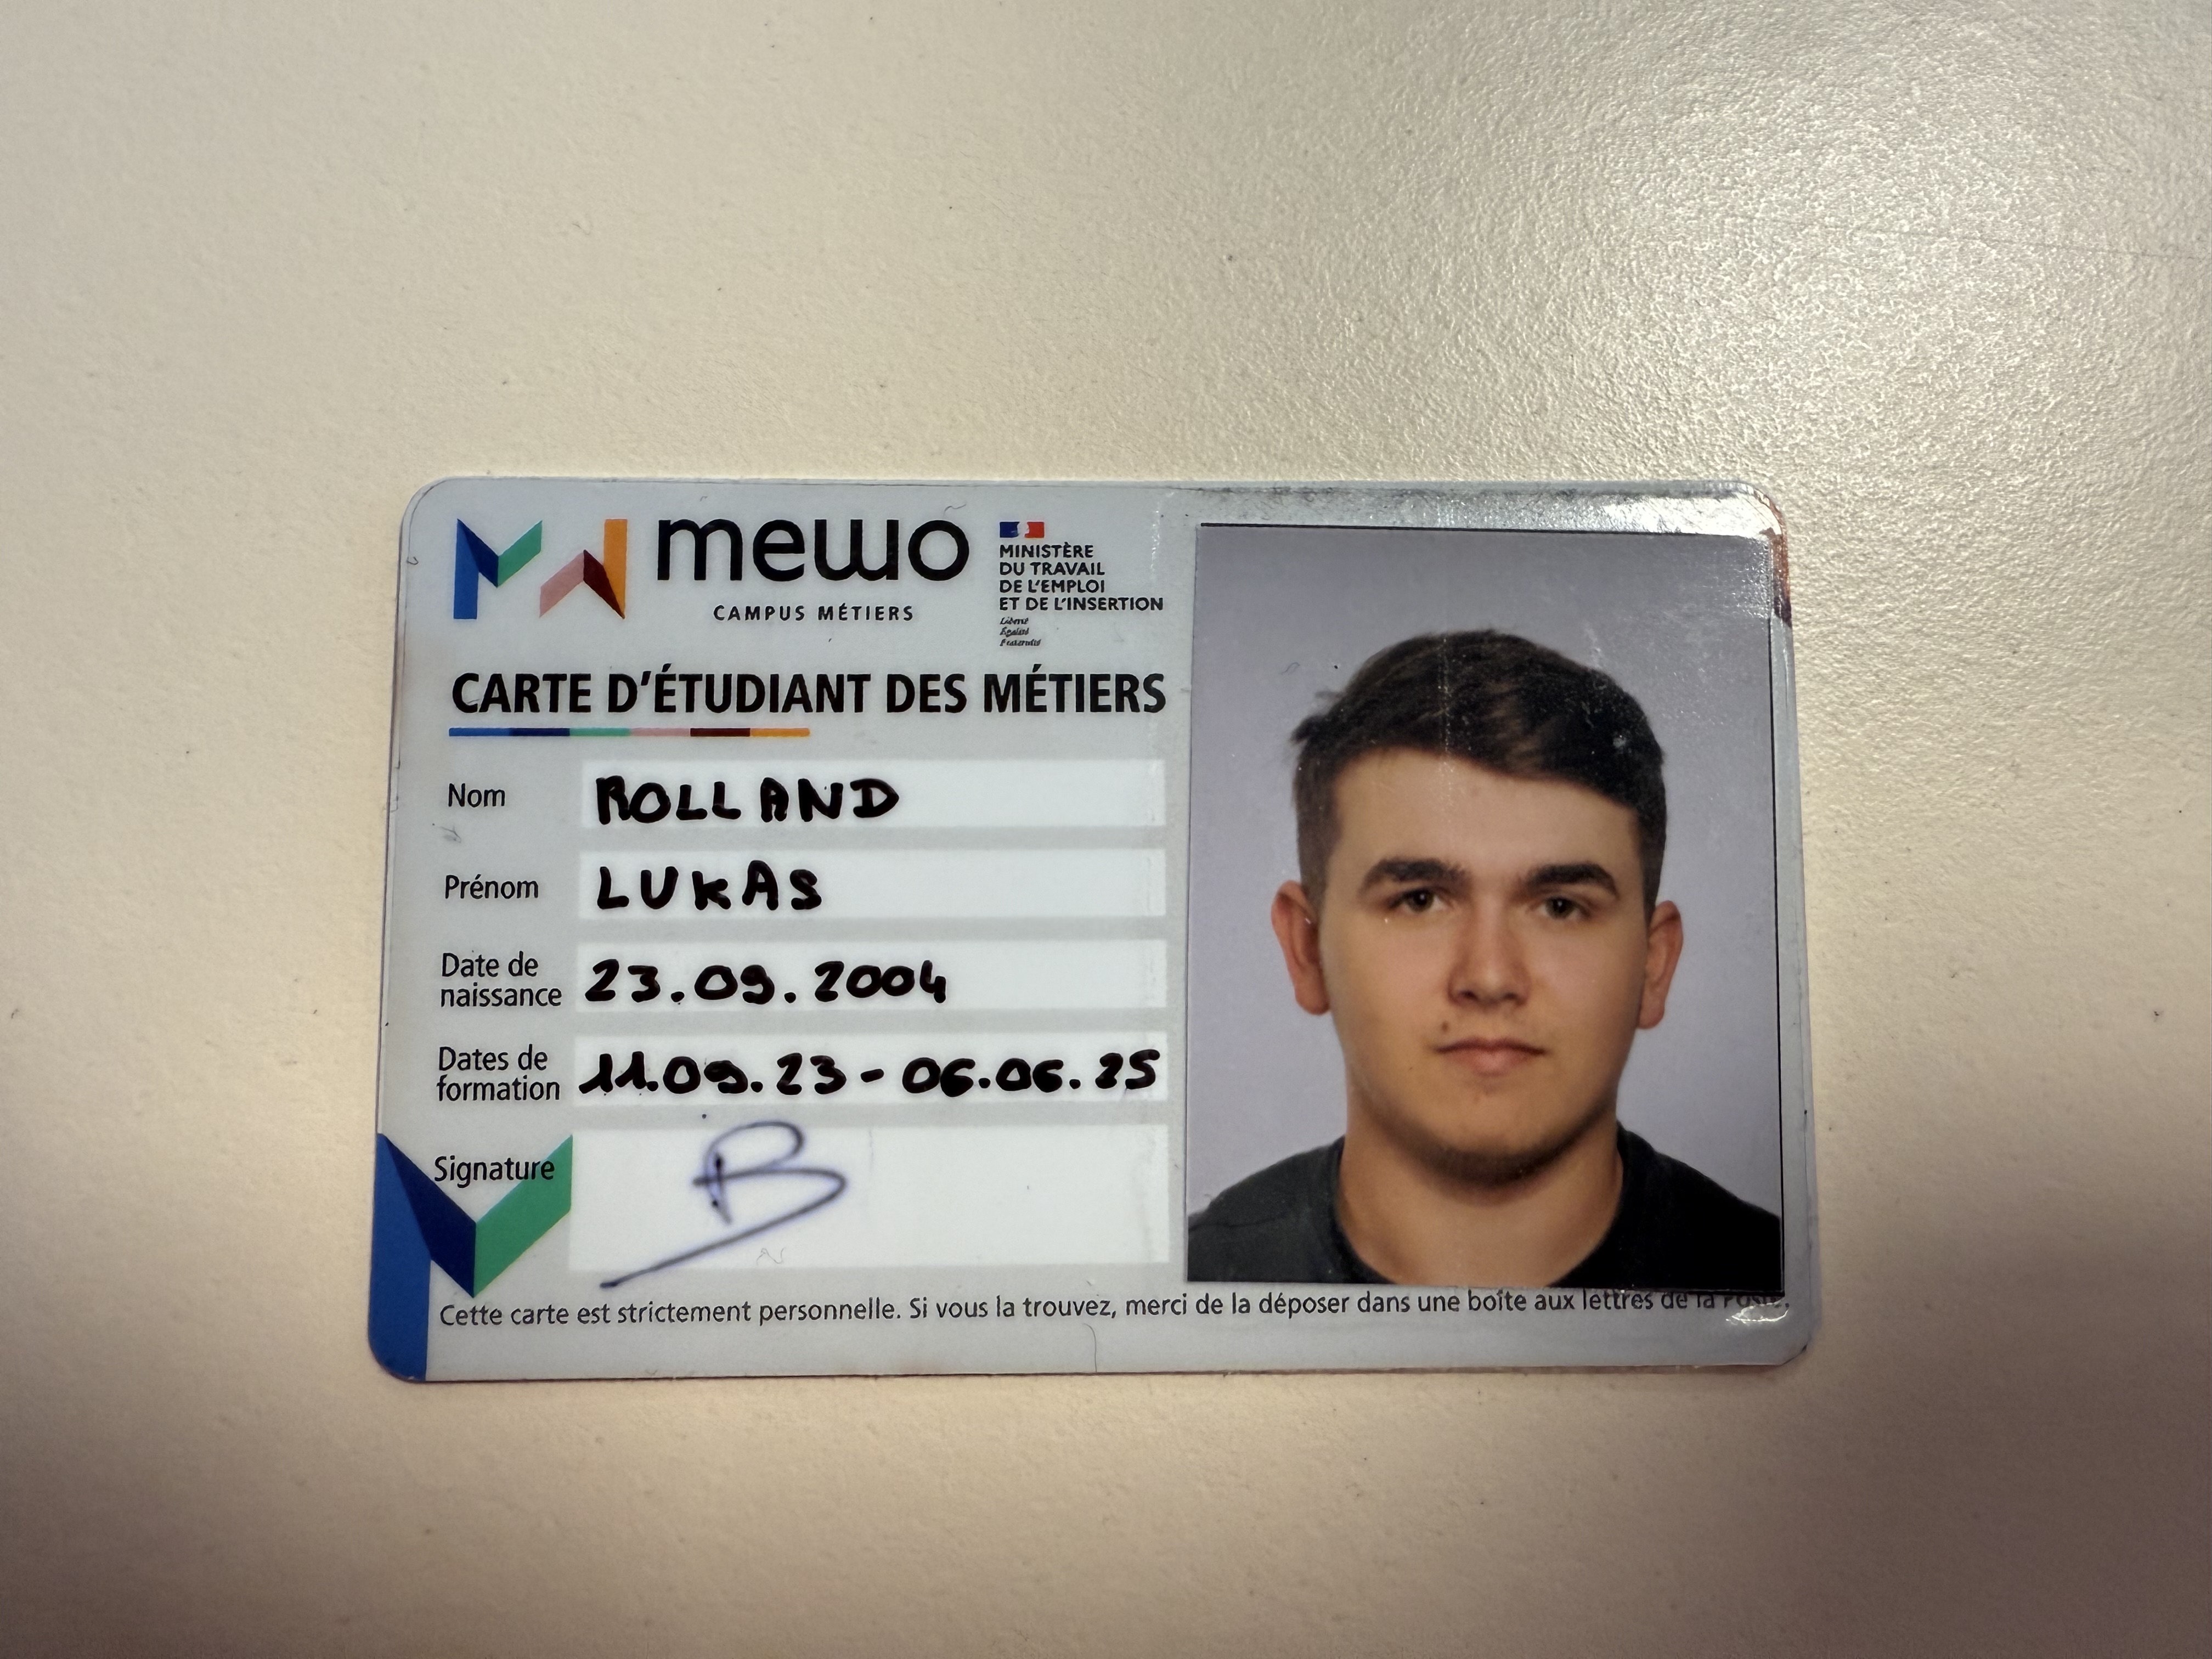 mewo
CAMPUS MÉTIERS
MINISTÈRE
DU TRAVAIL
DE L'EMPLOI
ET DE L'INSERTION
Liberté
Égalité
Fraternité
CARTE D'ÉTUDIANT DES MÉTIERS
Nom ROLLAND
Prénom LUKAS
Date de
naissance 23.09.2004
Dates de
formation 11.09.23-06.06.25
Signature
Cette carte est strictement personnelle. Si vous la trouvez, merci de la déposer dans une boîte aux lettres de la